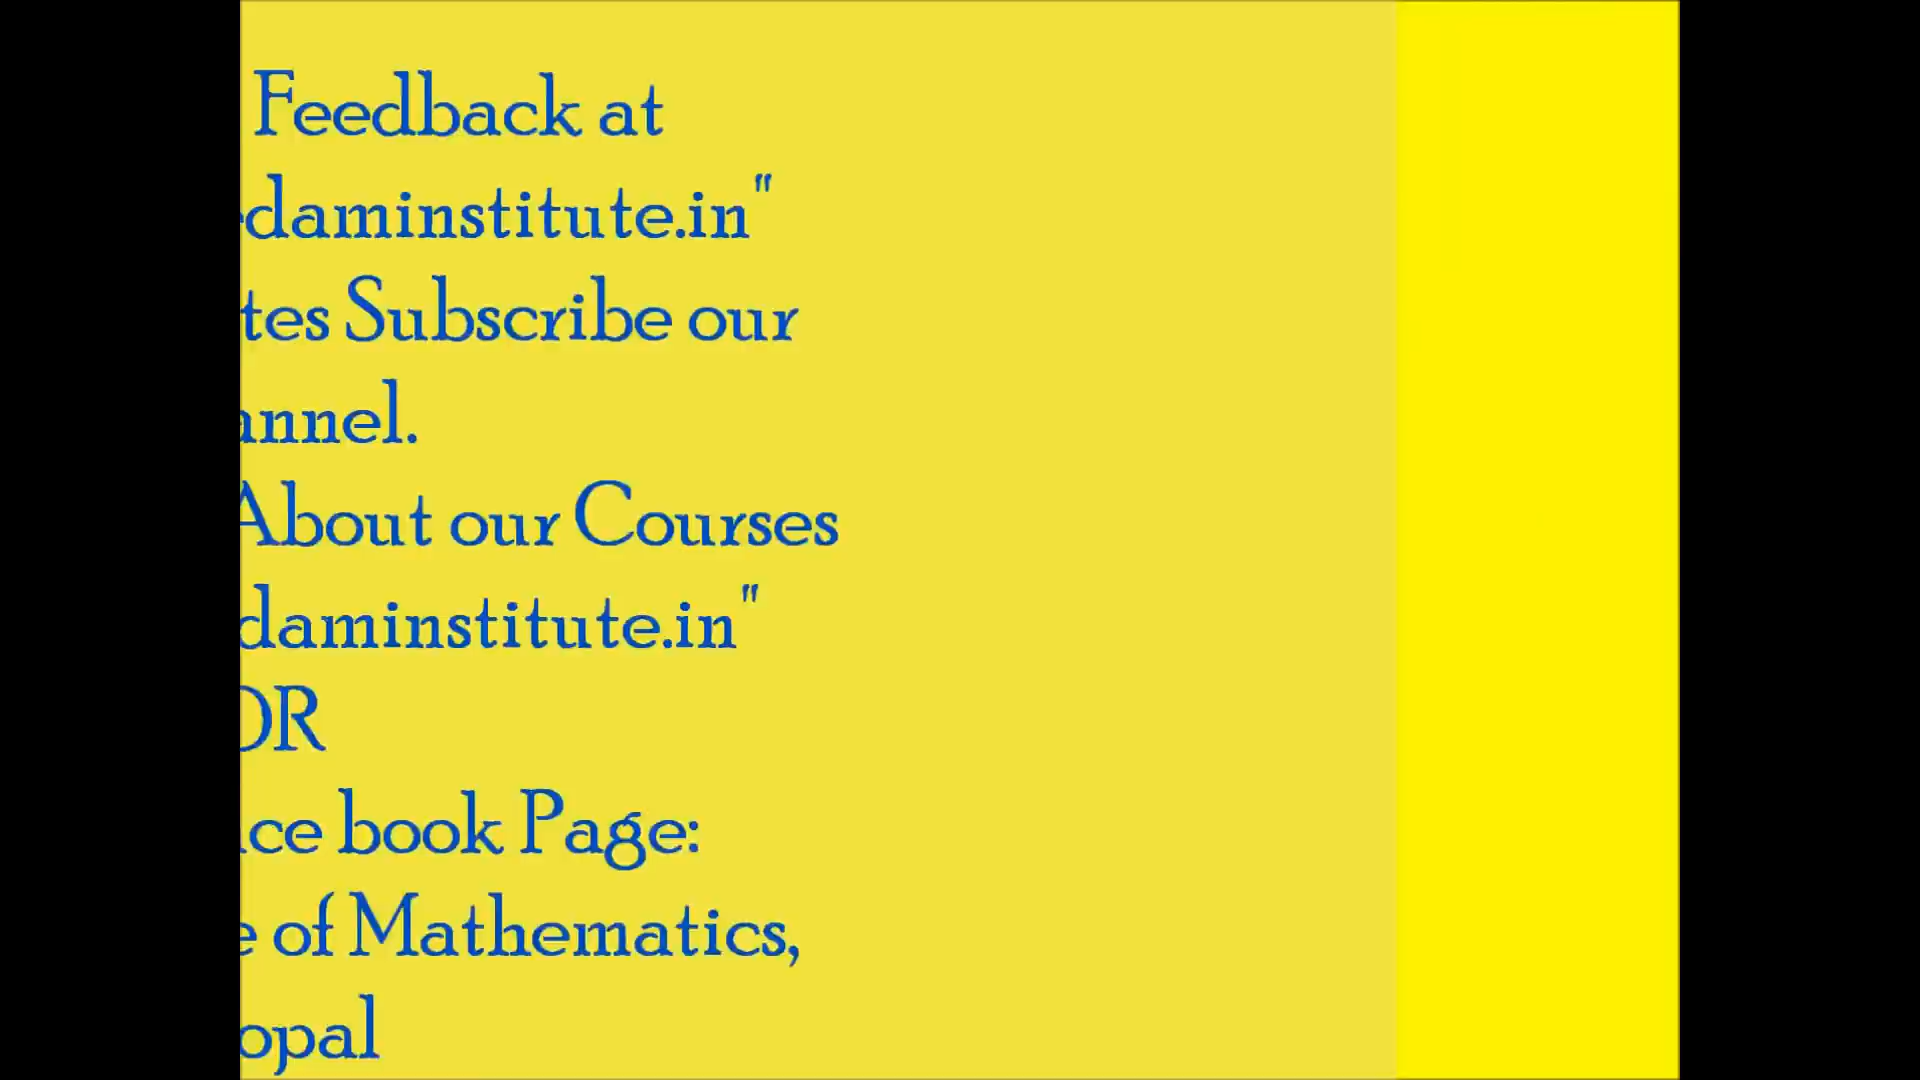 Feedback at
daminstitute.in"
tes Subscribe our
annel.
About our Courses
daminstitute.in"
OR
ce book Page:
e of Mathematics,
opal